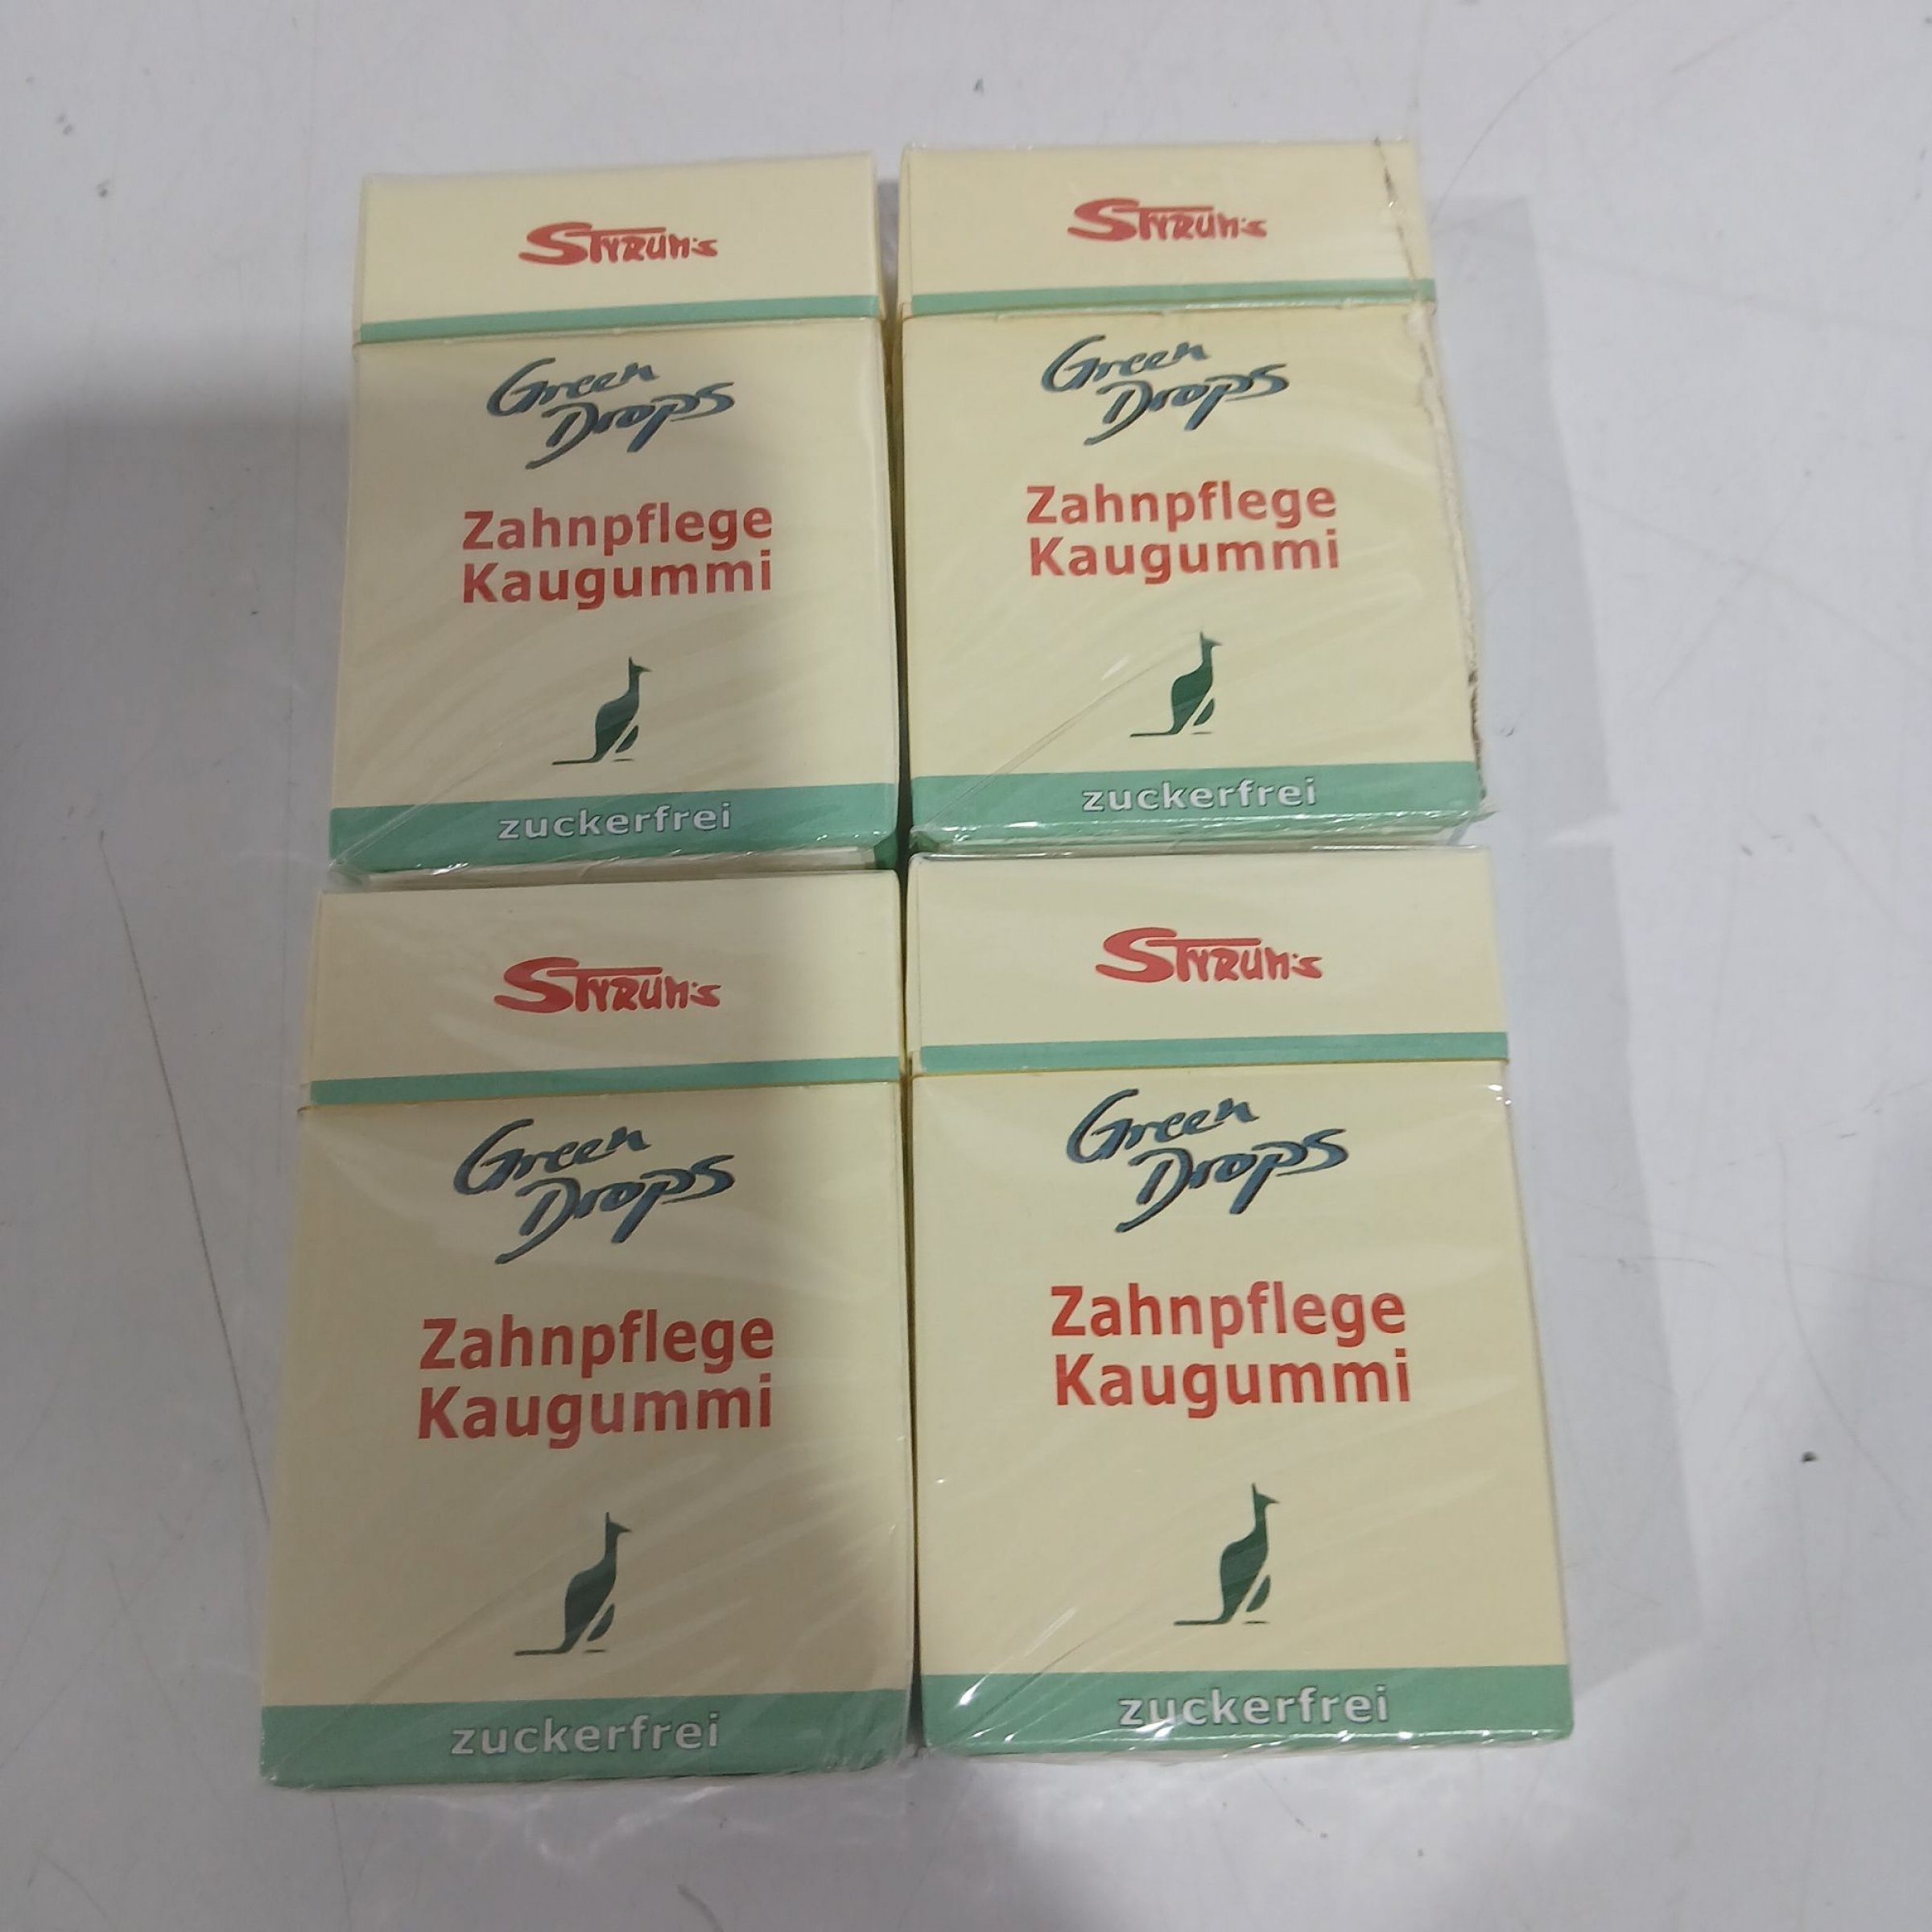 Styrum's
Green
Drops
Zahnpflege
Kaugummi
zuckerfrei
Styrum's
Green
Drops
Zahnpflege
Kaugummi
zuckerfrei
Styrum's
Green
Drops
Zahnpflege
Kaugummi
zuckerfrei
Styrum's
Green
Drops
Zahnpflege
Kaugummi
zuckerfrei